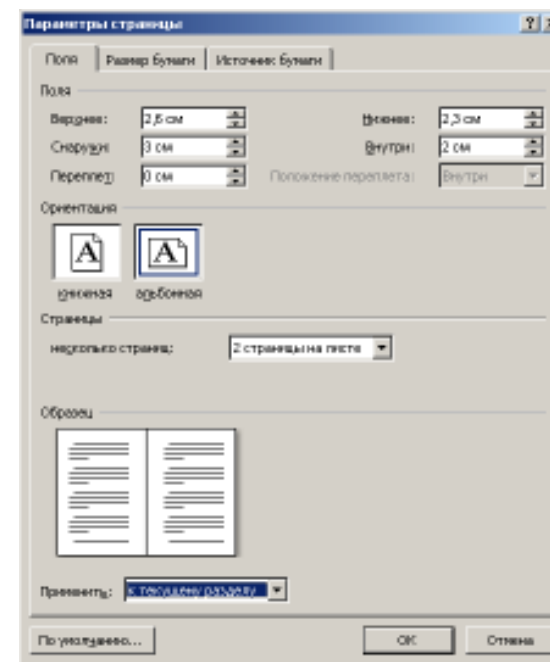 Параметры страницы
Поля Размер бумаги Источник бумаги
Поля
Верхнее: 2,6 см Нижнее: 2,3 см
Снаружи: 3 см Внутри: 2 см
Переплет: 0 см Положение переплета: Внутри
Ориентация
A A
книжная альбомная
Страницы
несколько страниц: 2 страницы на листе
Образец
Применить: к текущему разделу
По умолчанию... ОК Отмена